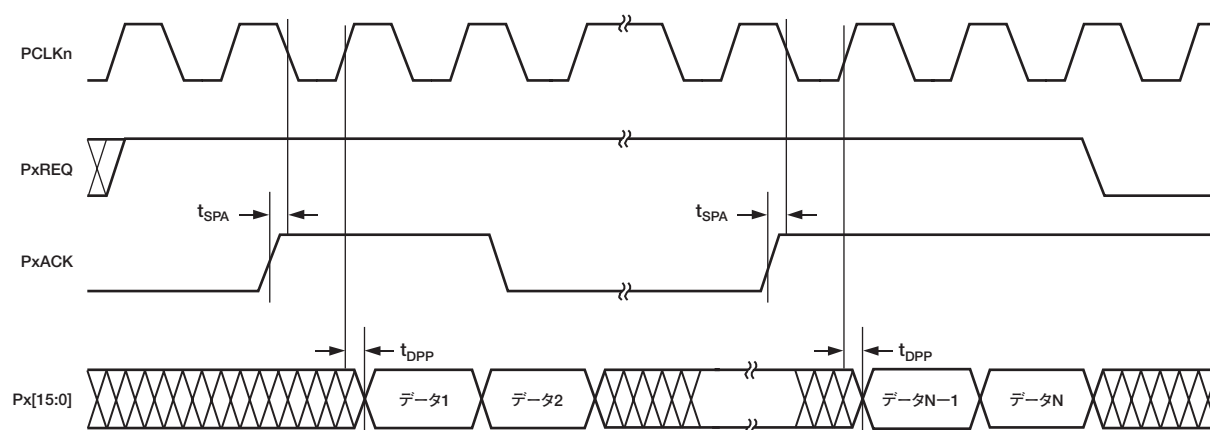 PCLKn
PxREQ
tSPA tSPA
PxACK
tDPP tDPP
Px[15:0] データ1 データ2 データN−1 データN